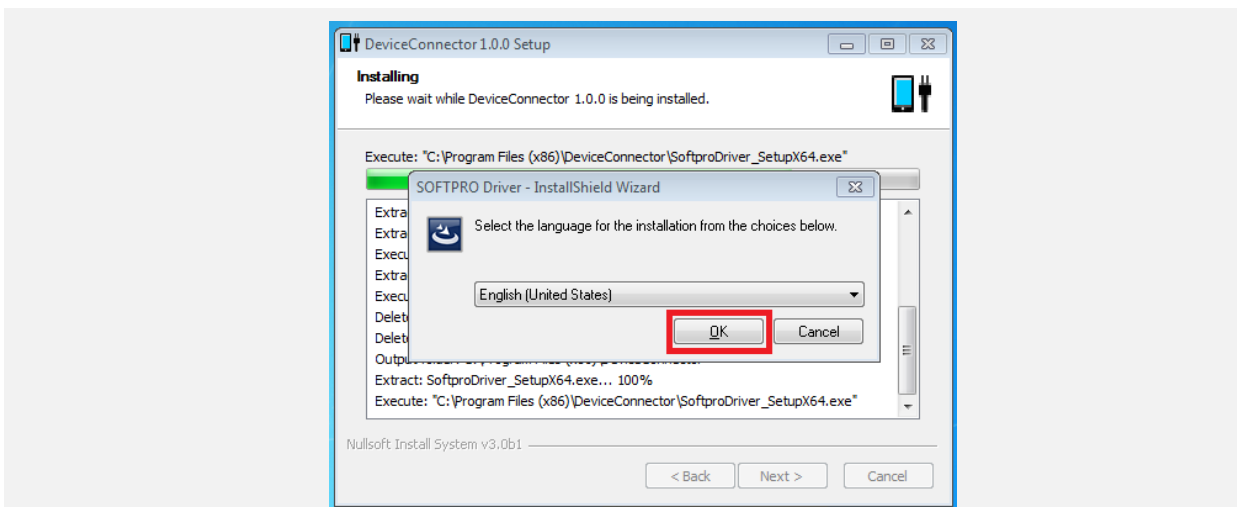 DeviceConnector 1.0.0 Setup
Installing
Please wait while DeviceConnector 1.0.0 is being installed.
Execute: "C:\Program Files (x86)\DeviceConnector\SoftproDriver_SetupX64.exe"
SOFTPRO Driver - InstallShield Wizard
Select the language for the installation from the choices below.
English (United States)
OK
Cancel
Extra
Extra
Execu
Extra
Execu
Delet
Delet
Outpu
Extract: SoftproDriver_SetupX64.exe... 100%
Execute: "C:\Program Files (x86)\DeviceConnector\SoftproDriver_SetupX64.exe"
Nullsoft Install System v3.0b1
< Back
Next >
Cancel